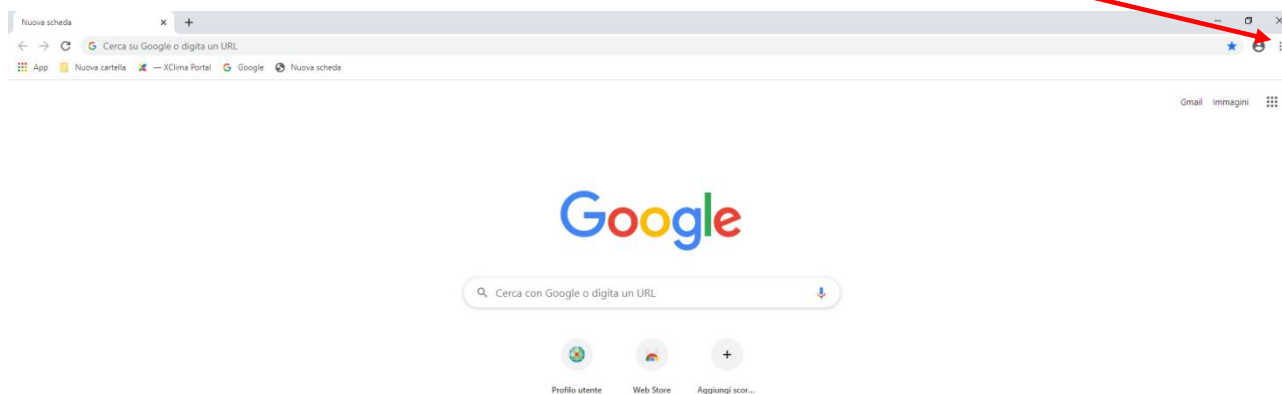 Nuova scheda
Cerca su Google o digita un URL
App Nuova cartella — XClima Portal Google Nuova scheda
Gmail Immagini
Google
Cerca con Google o digita un URL
Profilo utente Web Store Aggiungi scor...